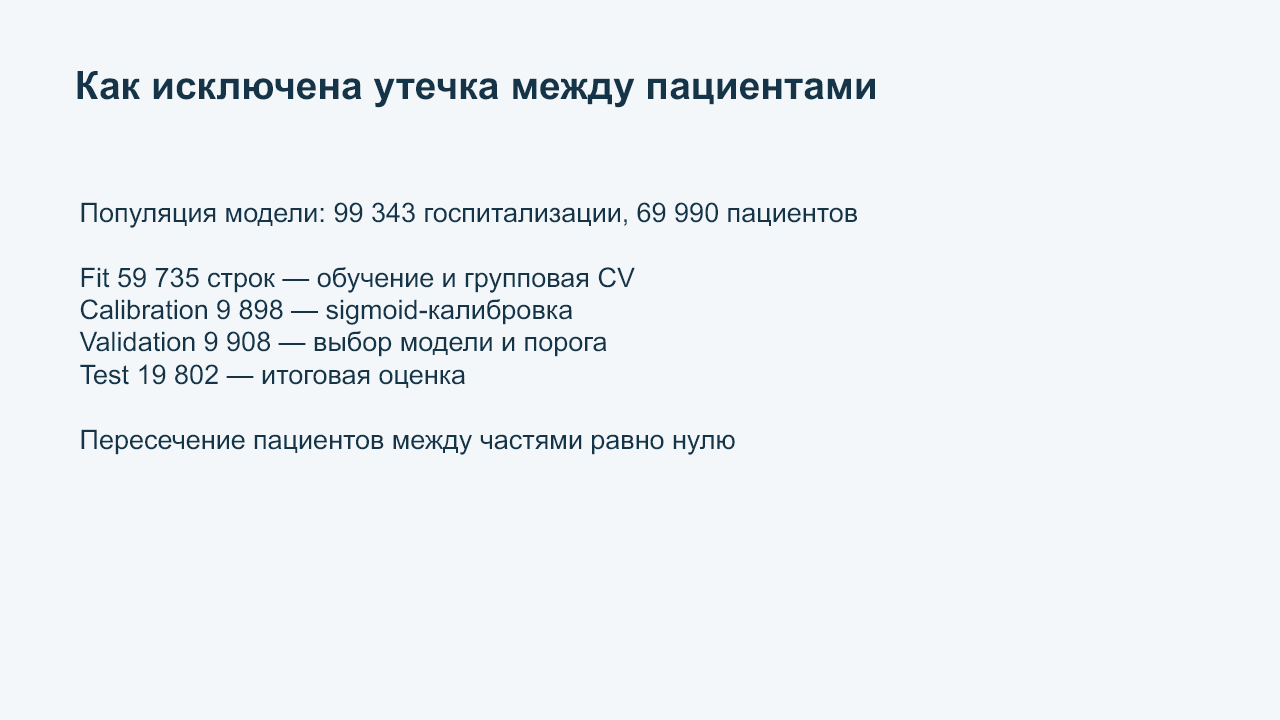 Как исключена утечка между пациентами
Популяция модели: 99 343 госпитализации, 69 990 пациентов
Fit 59 735 строк — обучение и групповая CV
Calibration 9 898 — sigmoid-калибровка
Validation 9 908 — выбор модели и порога
Test 19 802 — итоговая оценка
Пересечение пациентов между частями равно нулю